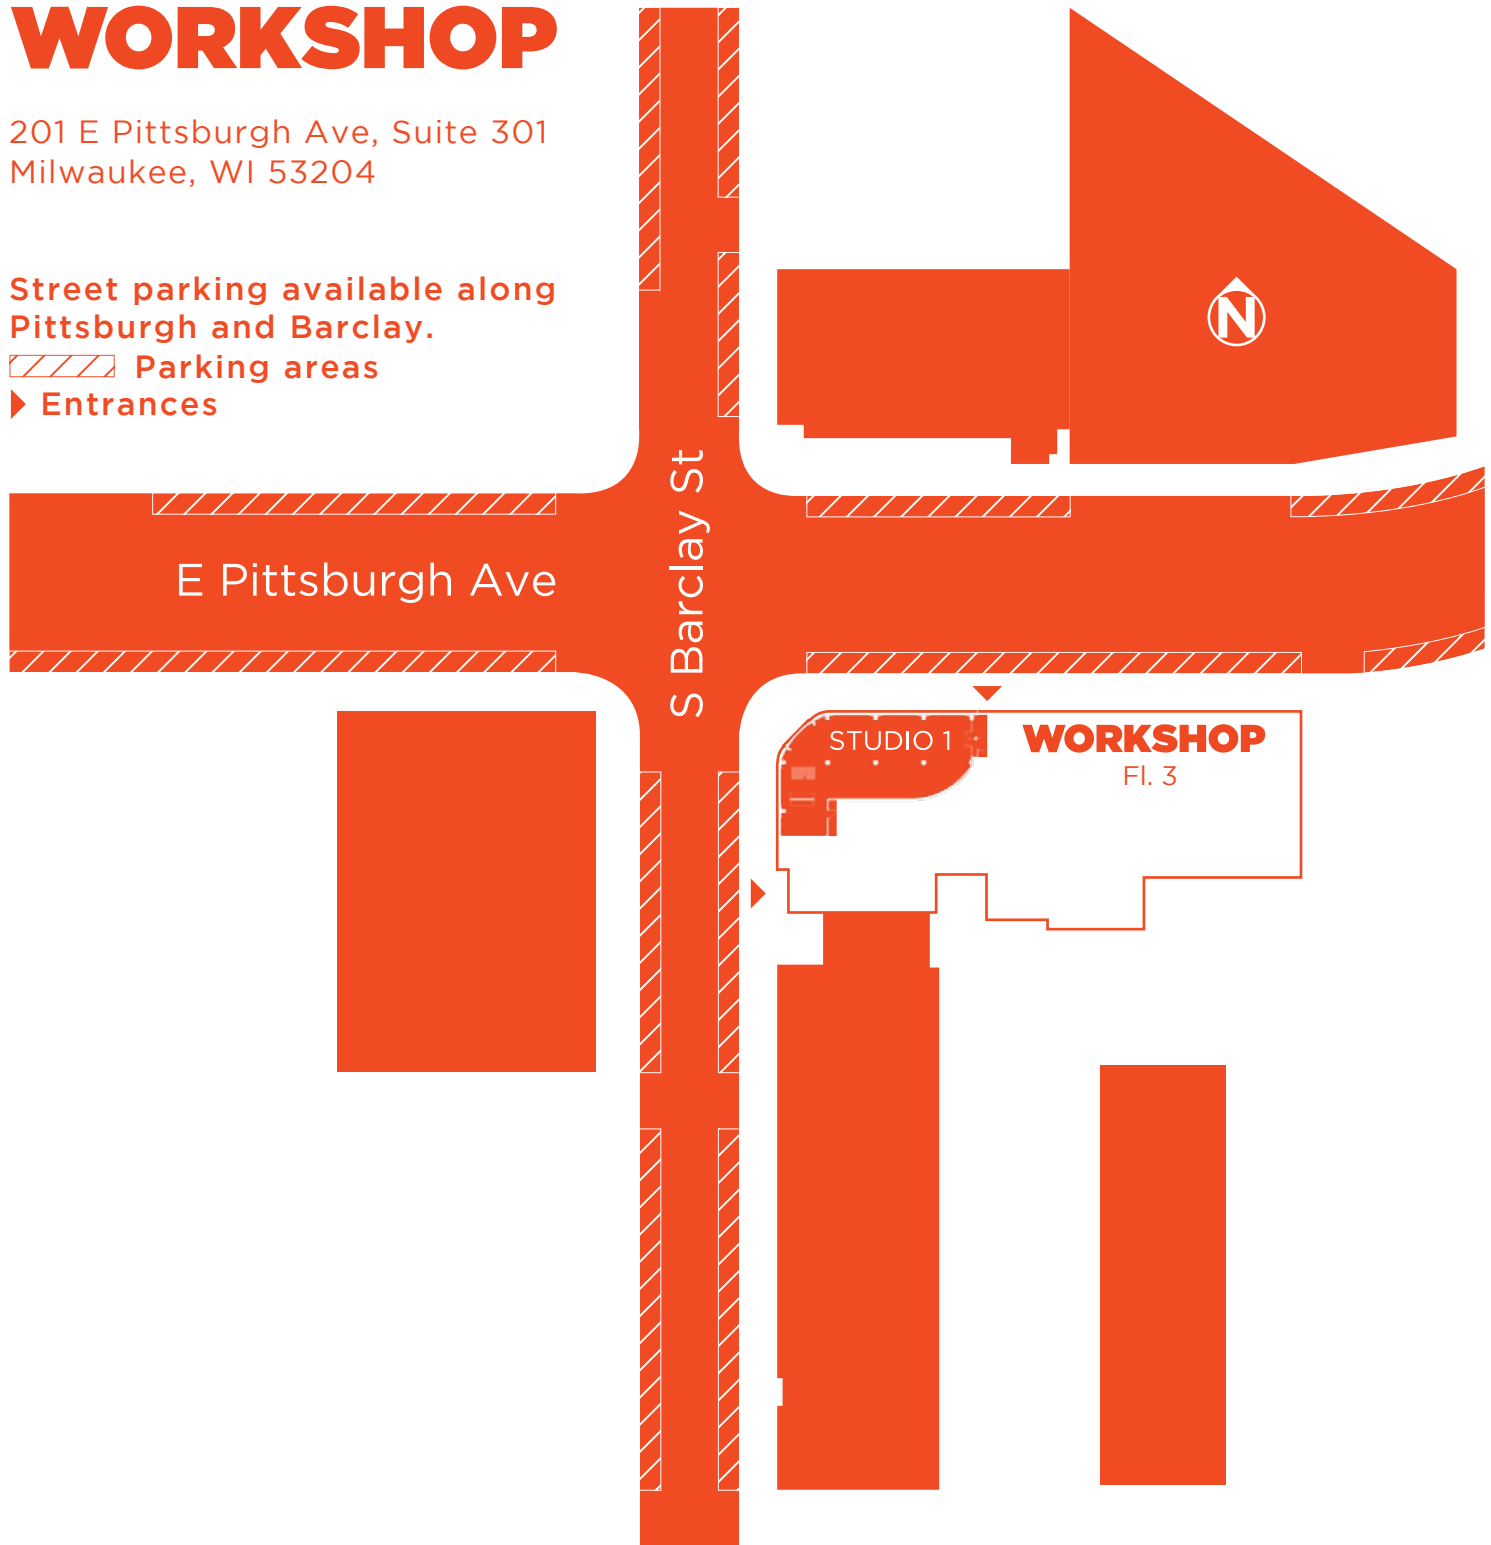 WORKSHOP
201 E Pittsburgh Ave, Suite 301
Milwaukee, WI 53204
Street parking available along
Pittsburgh and Barclay.
Parking areas
Entrances
N
S Barclay St
E Pittsburgh Ave
STUDIO 1
WORKSHOP
Fl. 3